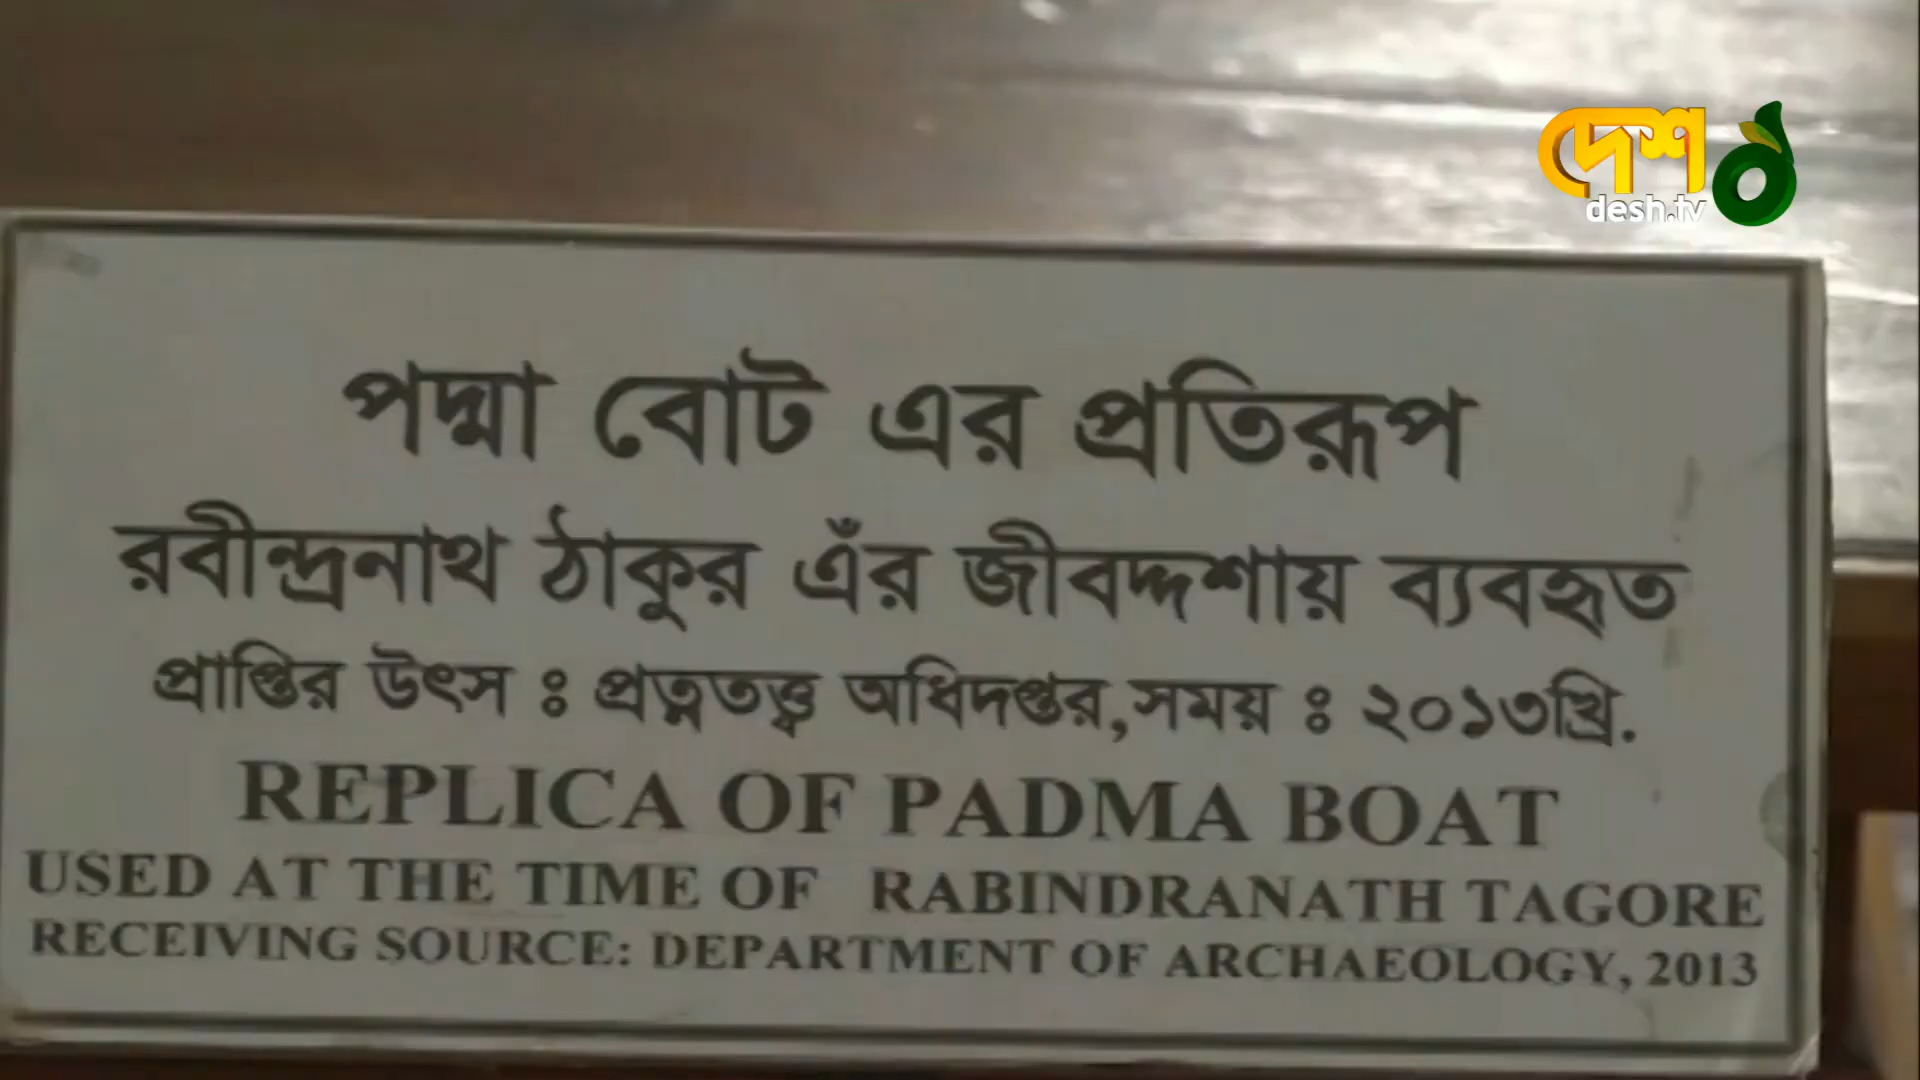 দেশ
desh.tv
পদ্মা বোট এর প্রতিরূপ
রবীন্দ্রনাথ ঠাকুর এঁর জীবদ্দশায় ব্যবহৃত
প্রাপ্তির উৎস ঃ প্রত্নতত্ত্ব অধিদপ্তর,সময় ঃ ২০১৩খ্রি.
REPLICA OF PADMA BOAT
USED AT THE TIME OF RABINDRANATH TAGORE
RECEIVING SOURCE: DEPARTMENT OF ARCHAEOLOGY, 2013